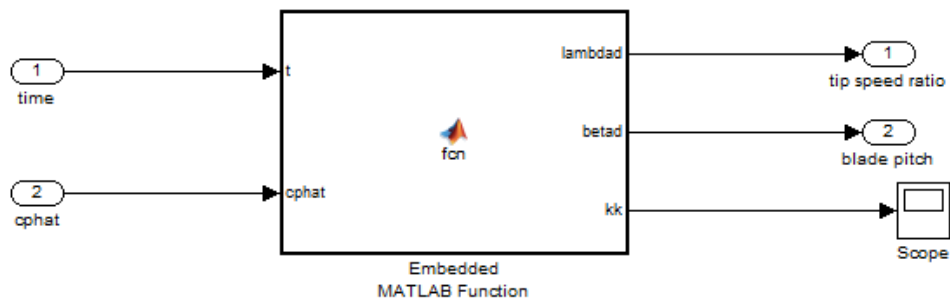 lambdad
1
1
t
time
tip speed ratio
betad
2
fcn
blade pitch
2
cphat
cphat
kk
Scope
Embedded
MATLAB Function